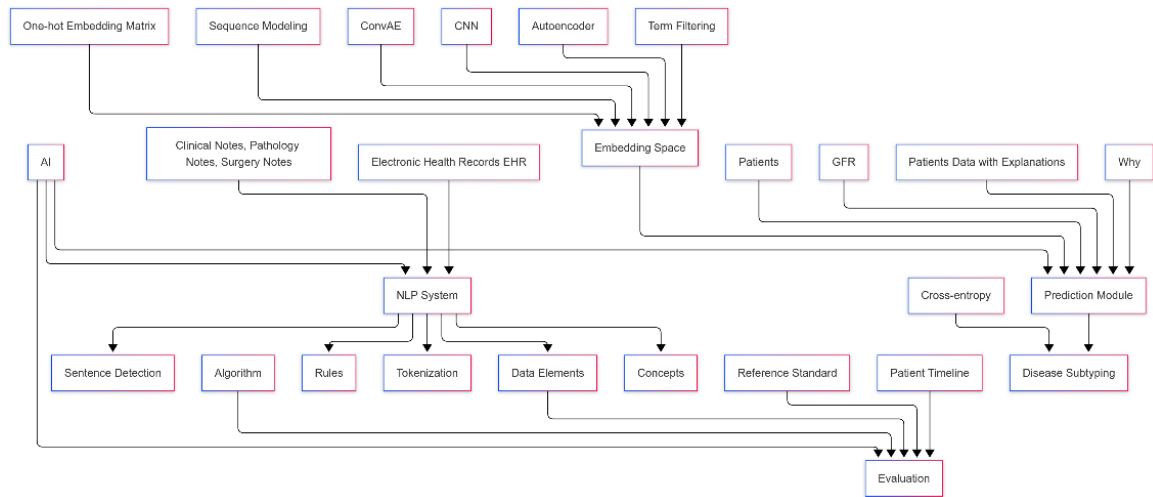 One-hot Embedding Matrix
Sequence Modeling
ConvAE
CNN
Autoencoder
Term Filtering
AI
Clinical Notes, Pathology
Notes, Surgery Notes
Electronic Health Records EHR
Embedding Space
Patients
GFR
Patients Data with Explanations
Why
NLP System
Cross-entropy
Prediction Module
Sentence Detection
Algorithm
Rules
Tokenization
Data Elements
Concepts
Reference Standard
Patient Timeline
Disease Subtyping
Evaluation